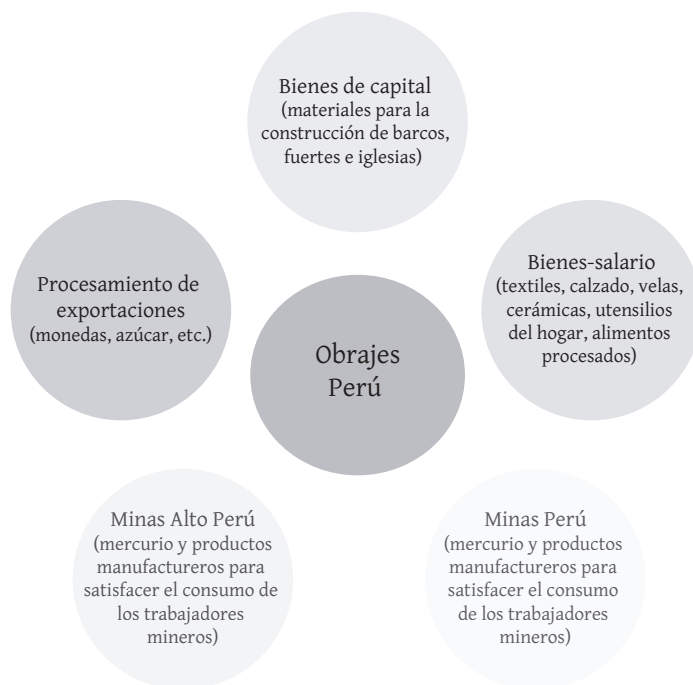 Bienes de capital
(materiales para la
construcción de barcos,
fuertes e iglesias)
Procesamiento de
exportaciones
(monedas, azúcar, etc.)
Bienes-salario
(textiles, calzado, velas,
cerámicas, utensilios
del hogar, alimentos
procesados)
Obrajes
Perú
Minas Alto Perú
(mercurio y productos
manufactureros para
satisfacer el consumo de
los trabajadores
mineros)
Minas Perú
(mercurio y productos
manufactureros para
satisfacer el consumo
de los trabajadores
mineros)